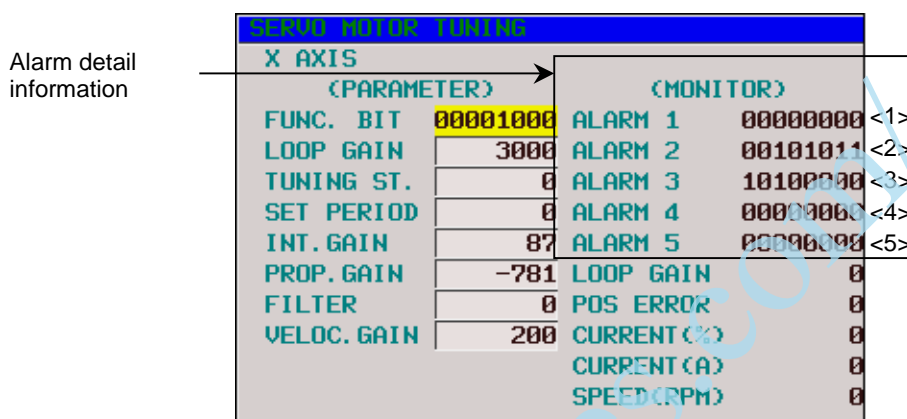 Alarm detail
information
SERVO MOTOR TUNING
X AXIS
(PARAMETER) (MONITOR)
FUNC. BIT 00001000 ALARM 1 00000000 <1>
LOOP GAIN 3000 ALARM 2 00101011 <2>
TUNING ST. 0 ALARM 3 10100000 <3>
SET PERIOD 0 ALARM 4 00000000 <4>
INT.GAIN 87 ALARM 5 00000000 <5>
PROP.GAIN -781 LOOP GAIN 0
FILTER 0 POS ERROR 0
VELOC.GAIN 200 CURRENT(%) 0
CURRENT(A) 0
SPEED(RPM) 0